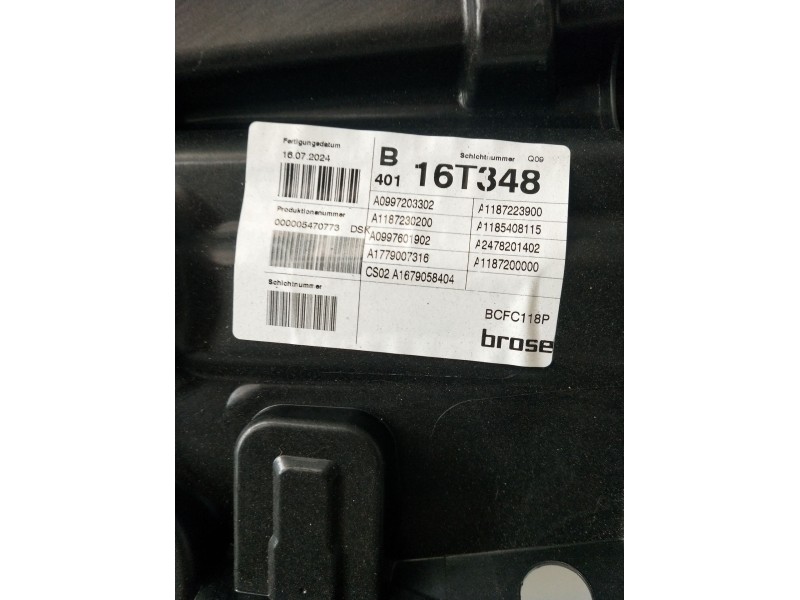 Fertigungsdatum
16.07.2024
Produktionsnummer
000005470773 DSK
Schichtnummer
B
401
Schichtnummer Q09
16T348
A0997203302 A1187223900
A1187230200 A1185408115
A0997601902 A2478201402
A1779007316 A1187200000
CS02 A1679058404
BCFC118P
brose